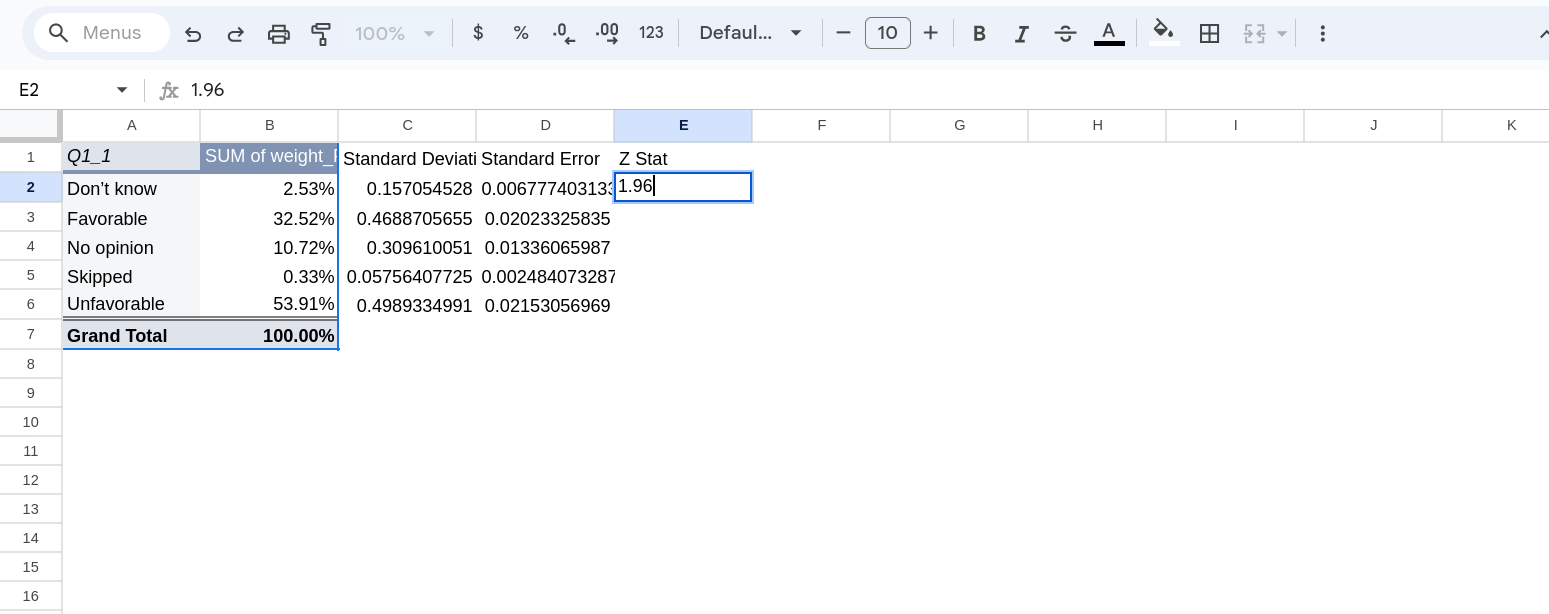 Menus 100% $ % .0 .00 123 Defaul... 10 B I A
E2 fx 1.96
A B C D E F G H I J K
1 Q1_1 SUM of weight_ Standard Deviati Standard Error Z Stat
2 Don’t know 2.53% 0.157054528 0.006777403133 1.96
3 Favorable 32.52% 0.4688705655 0.02023325835
4 No opinion 10.72% 0.309610051 0.01336065987
5 Skipped 0.33% 0.05756407725 0.002484073287
6 Unfavorable 53.91% 0.4989334991 0.02153056969
7 Grand Total 100.00%
8
9
10
11
12
13
14
15
16